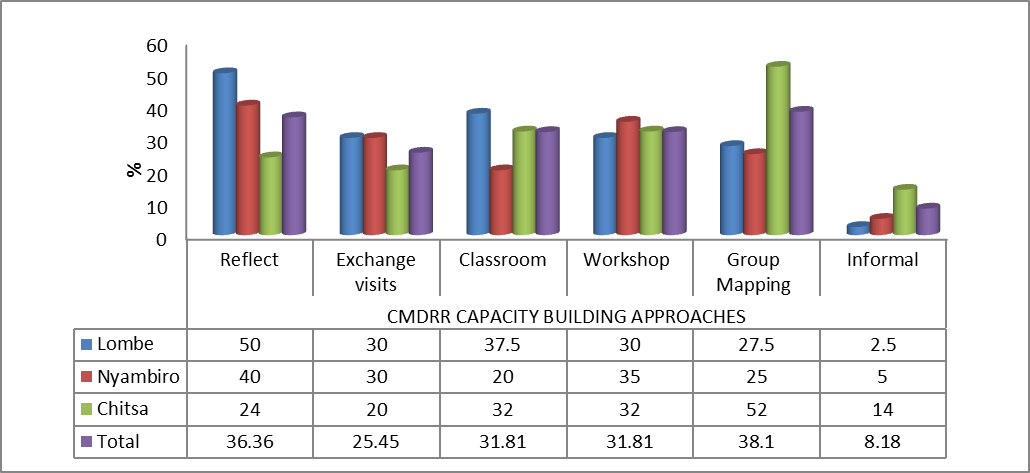 60
50
40
30
20
10
0
%
Reflect Exchange visits Classroom Workshop Group Mapping Informal
CMDRR CAPACITY BUILDING APPROACHES
Lombe 50 30 37.5 30 27.5 2.5
Nyambiro 40 30 20 35 25 5
Chitsa 24 20 32 32 52 14
Total 36.36 25.45 31.81 31.81 38.1 8.18